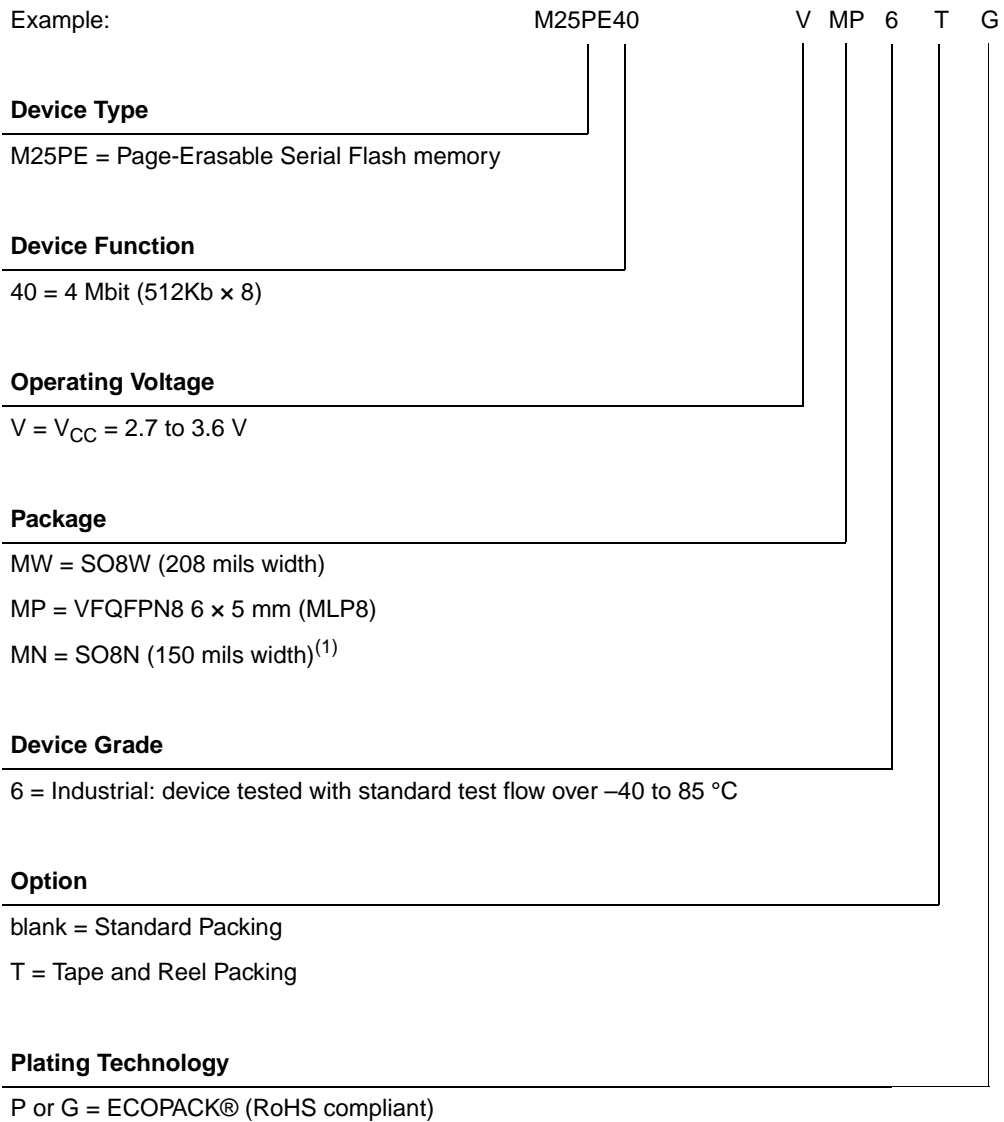 Example: M25PE40 V MP 6 T G
Device Type
M25PE = Page-Erasable Serial Flash memory
Device Function
40 = 4 Mbit (512Kb × 8)
Operating Voltage
V = VCC = 2.7 to 3.6 V
Package
MW = SO8W (208 mils width)
MP = VFQFPN8 6 × 5 mm (MLP8)
MN = SO8N (150 mils width)(1)
Device Grade
6 = Industrial: device tested with standard test flow over –40 to 85 °C
Option
blank = Standard Packing
T = Tape and Reel Packing
Plating Technology
P or G = ECOPACK® (RoHS compliant)